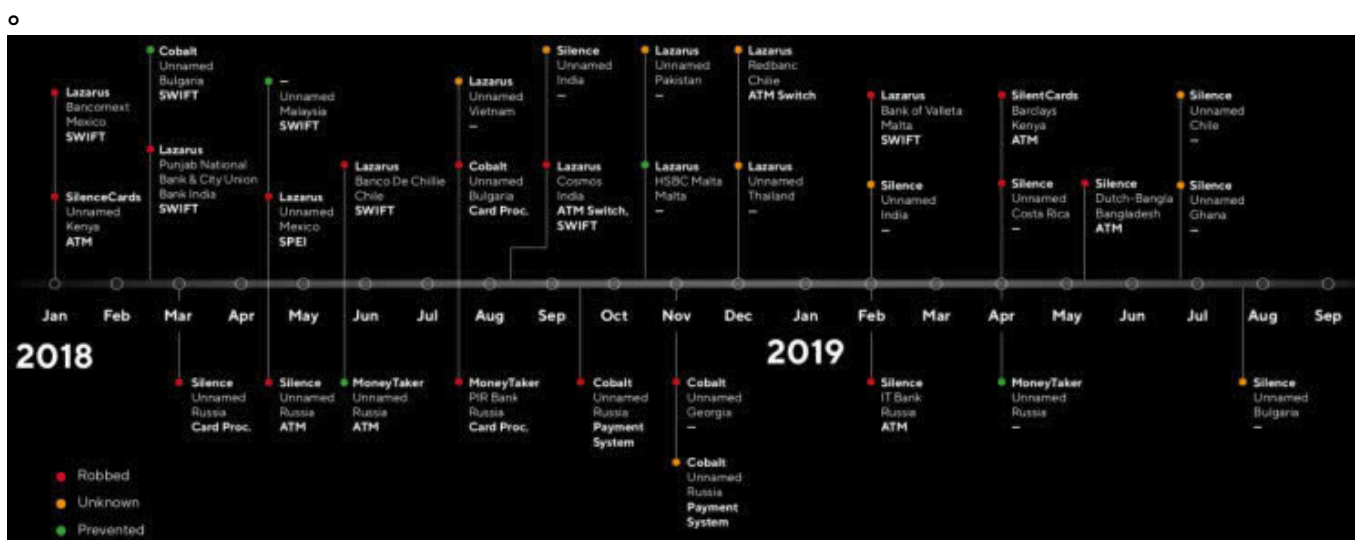 Lazarus
Bancomext
Mexico
SWIFT
SilenceCards
Unnamed
Kenya
ATM
Cobalt
Unnamed
Bulgaria
SWIFT
Lazarus
Punjab National
Bank & City Union
Bank India
SWIFT
–
Unnamed
Malaysia
SWIFT
Lazarus
Unnamed
Mexico
SPEI
Lazarus
Banco De Chillie
Chile
SWIFT
Lazarus
Unnamed
Vietnam
–
Cobalt
Unnamed
Bulgaria
Card Proc.
Silence
Unnamed
India
–
Lazarus
Cosmos
India
ATM Switch,
SWIFT
Lazarus
Unnamed
Pakistan
–
Lazarus
HSBC Malta
Malta
–
Lazarus
Redbanc
Chilie
ATM Switch
Lazarus
Unnamed
Thailand
–
Lazarus
Bank of Valleta
Malta
SWIFT
Silence
Unnamed
India
–
SilentCards
Barclays
Kenya
ATM
Silence
Unnamed
Costa Rica
–
Silence
Dutch-Bangla
Bangladesh
ATM
Silence
Unnamed
Chile
–
Silence
Unnamed
Ghana
–
Jan Feb Mar Apr May Jun Jul Aug Sep Oct Nov Dec Jan Feb Mar Apr May Jun Jul Aug Sep
2018 2019
Silence
Unnamed
Russia
Card Proc.
Silence
Unnamed
Russia
ATM
MoneyTaker
Unnamed
Russia
ATM
MoneyTaker
PIR Bank
Russia
Card Proc.
Cobalt
Unnamed
Russia
Payment
System
Cobalt
Unnamed
Georgia
–
Cobalt
Unnamed
Russia
Payment
System
Silence
IT Bank
Russia
ATM
MoneyTaker
Unnamed
Russia
–
Silence
Unnamed
Bulgaria
–
Robbed
Unknown
Prevented